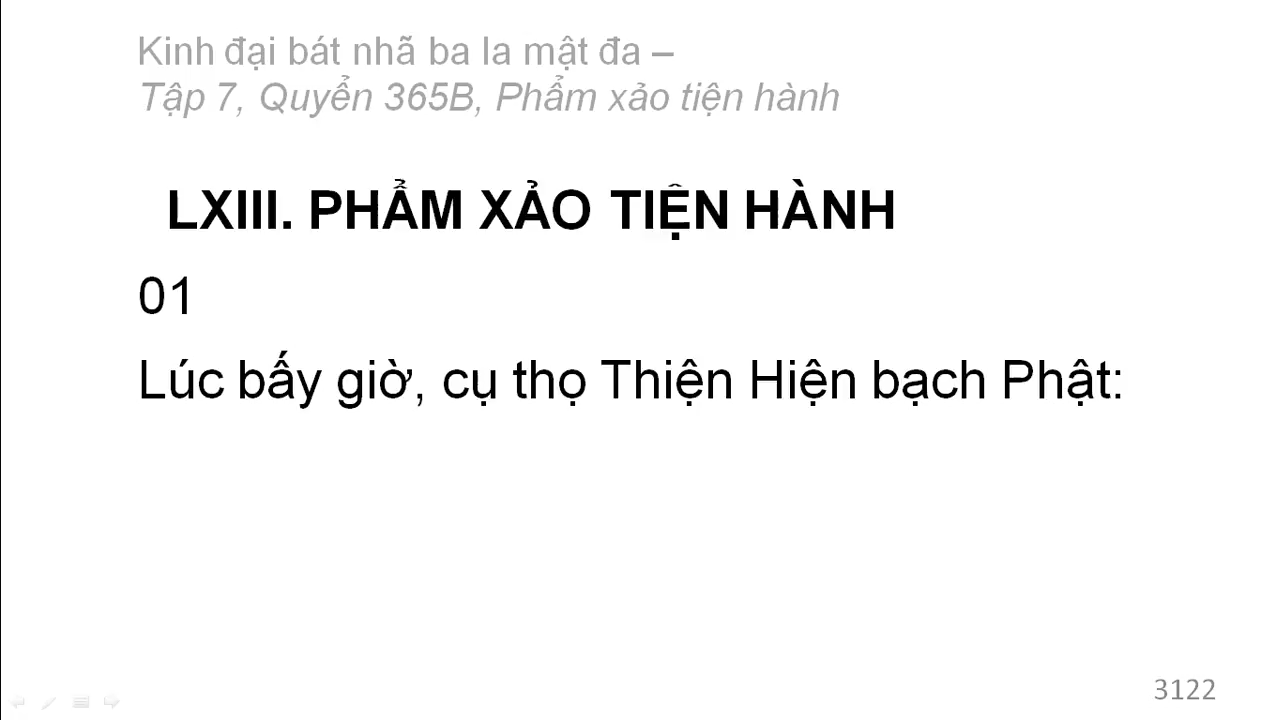 Kinh đại bát nhã ba la mật đa –
Tập 7, Quyển 365B, Phẩm xảo tiện hành
LXIII. PHẨM XẢO TIỆN HÀNH
01
Lúc bấy giờ, cụ thọ Thiện Hiện bạch Phật:
3122